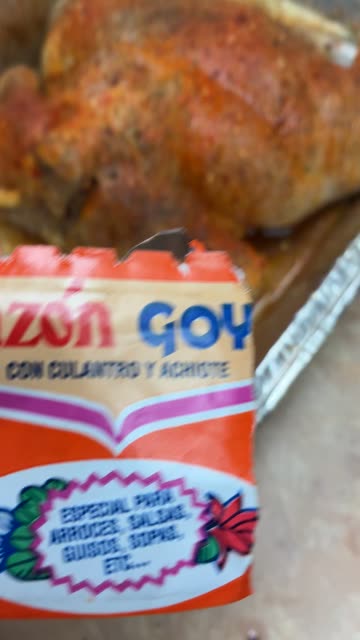 azón GOY
CON CULANTRO Y ACHIOTE
ESPECIAL PARA
ARROCES, SALSAS,
GUISOS, SOPAS,
ETC...